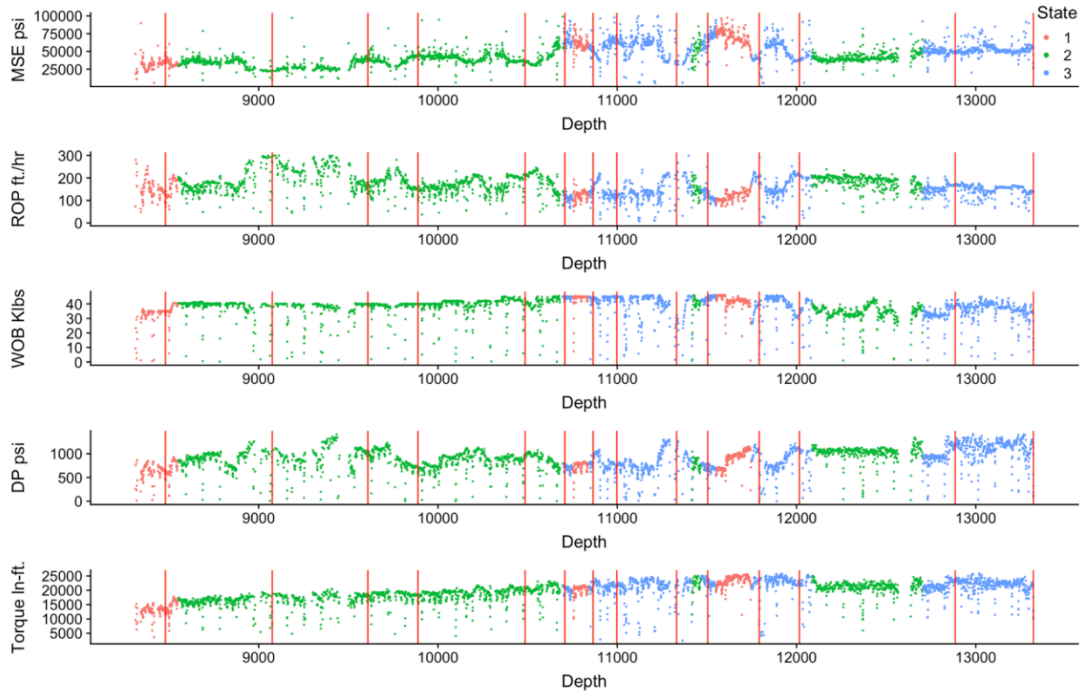 State
1
2
3
MSE psi
100000
75000
50000
25000
9000 10000 11000 12000 13000
Depth
ROP ft./hr
300
200
100
0
9000 10000 11000 12000 13000
Depth
WOB Klbs
40
30
20
10
0
9000 10000 11000 12000 13000
Depth
DP psi
1000
500
0
9000 10000 11000 12000 13000
Depth
Torque In-ft.
25000
20000
15000
10000
5000
9000 10000 11000 12000 13000
Depth